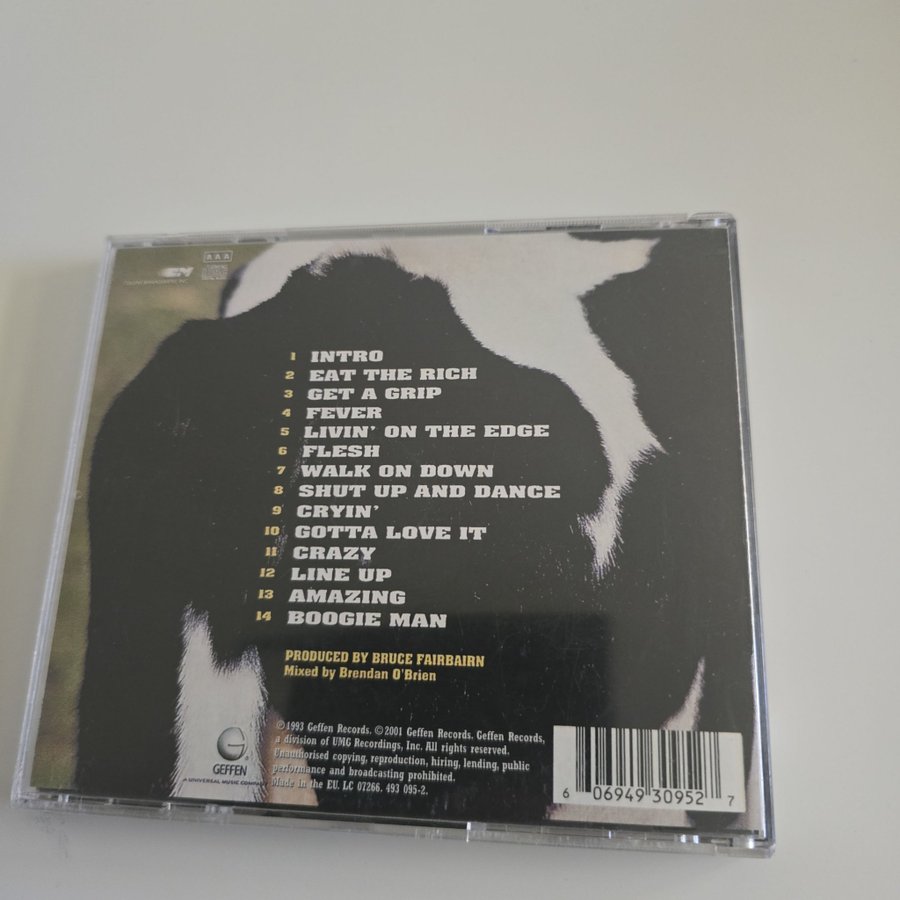 1 INTRO
2 EAT THE RICH
3 GET A GRIP
4 FEVER
5 LIVIN' ON THE EDGE
6 FLESH
7 WALK ON DOWN
8 SHUT UP AND DANCE
9 CRYIN'
10 GOTTA LOVE IT
11 CRAZY
12 LINE UP
13 AMAZING
14 BOOGIE MAN
PRODUCED BY BRUCE FAIRBAIRN
Mixed by Brendan O'Brien
℗1993 Geffen Records. ©2001 Geffen Records. Geffen Records,
a division of UMG Recordings, Inc. All rights reserved.
Unauthorised copying, reproduction, hiring, lending, public
performance and broadcasting prohibited.
Made in the EU. LC 07266. 493 095-2.
GEFFEN
A UNIVERSAL MUSIC COMPANY
6 06949 30952 7